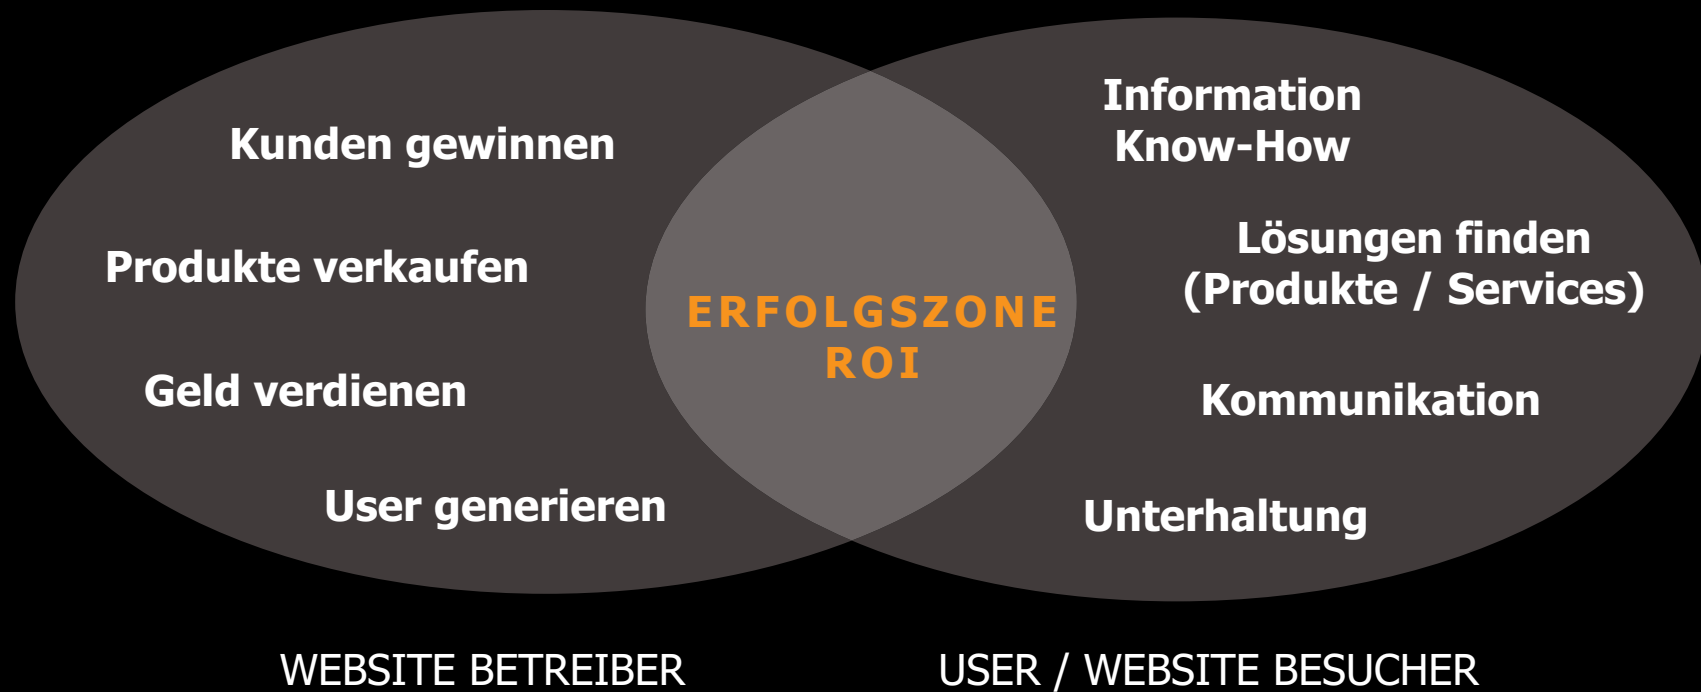 Kunden gewinnen
Produkte verkaufen
Geld verdienen
User generieren
ERFOLGSZONE
ROI
Information
Know-How
Lösungen finden
(Produkte / Services)
Kommunikation
Unterhaltung
WEBSITE BETREIBER
USER / WEBSITE BESUCHER